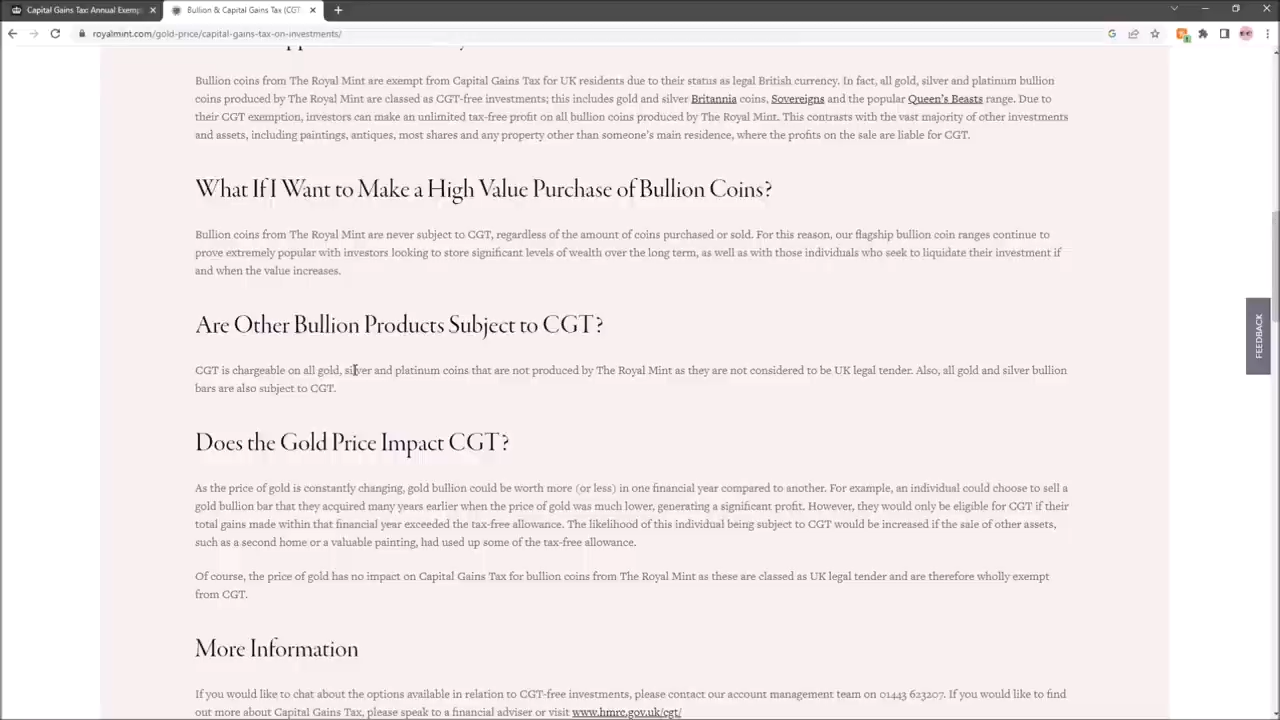 Capital Gains Tax: Annual Exemp
Bullion & Capital Gains Tax (CGT
royalmint.com/gold-price/capital-gains-tax-on-investments/
Bullion coins from The Royal Mint are exempt from Capital Gains Tax for UK residents due to their status as legal British currency. In fact, all gold, silver and platinum bullion
coins produced by The Royal Mint are classed as CGT-free investments; this includes gold and silver Britannia coins, Sovereigns and the popular Queen's Beasts range. Due to
their CGT exemption, investors can make an unlimited tax-free profit on all bullion coins produced by The Royal Mint. This contrasts with the vast majority of other investments
and assets, including paintings, antiques, most shares and any property other than someone's main residence, where the profits on the sale are liable for CGT.
What If I Want to Make a High Value Purchase of Bullion Coins?
Bullion coins from The Royal Mint are never subject to CGT, regardless of the amount of coins purchased or sold. For this reason, our flagship bullion coin ranges continue to
prove extremely popular with investors looking to store significant levels of wealth over the long term, as well as with those individuals who seek to liquidate their investment if
and when the value increases.
Are Other Bullion Products Subject to CGT?
CGT is chargeable on all gold, silver and platinum coins that are not produced by The Royal Mint as they are not considered to be UK legal tender. Also, all gold and silver bullion
bars are also subject to CGT.
FEEDBACK
Does the Gold Price Impact CGT?
As the price of gold is constantly changing, gold bullion could be worth more (or less) in one financial year compared to another. For example, an individual could choose to sell a
gold bullion bar that they acquired many years earlier when the price of gold was much lower, generating a significant profit. However, they would only be eligible for CGT if their
total gains made within that financial year exceeded the tax-free allowance. The likelihood of this individual being subject to CGT would be increased if the sale of other assets,
such as a second home or a valuable painting, had used up some of the tax-free allowance.
Of course, the price of gold has no impact on Capital Gains Tax for bullion coins from The Royal Mint as these are classed as UK legal tender and are therefore wholly exempt
from CGT.
More Information
If you would like to chat about the options available in relation to CGT-free investments, please contact our account management team on 01443 623207. If you would like to find
out more about Capital Gains Tax, please speak to a financial adviser or visit www.hmrc.gov.uk/cgt/